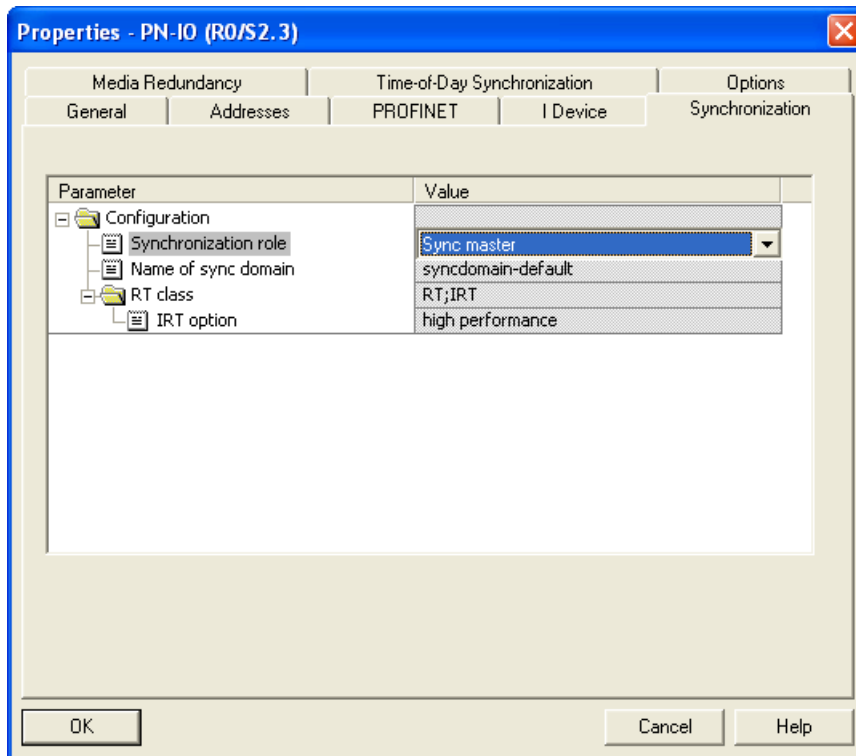 Properties - PN-IO (R0/S2.3)
Media Redundancy Time-of-Day Synchronization Options
General Addresses PROFINET I Device Synchronization
Parameter Value
Configuration
Synchronization role Sync master
Name of sync domain syncdomain-default
RT class RT;IRT
IRT option high performance
OK Cancel Help